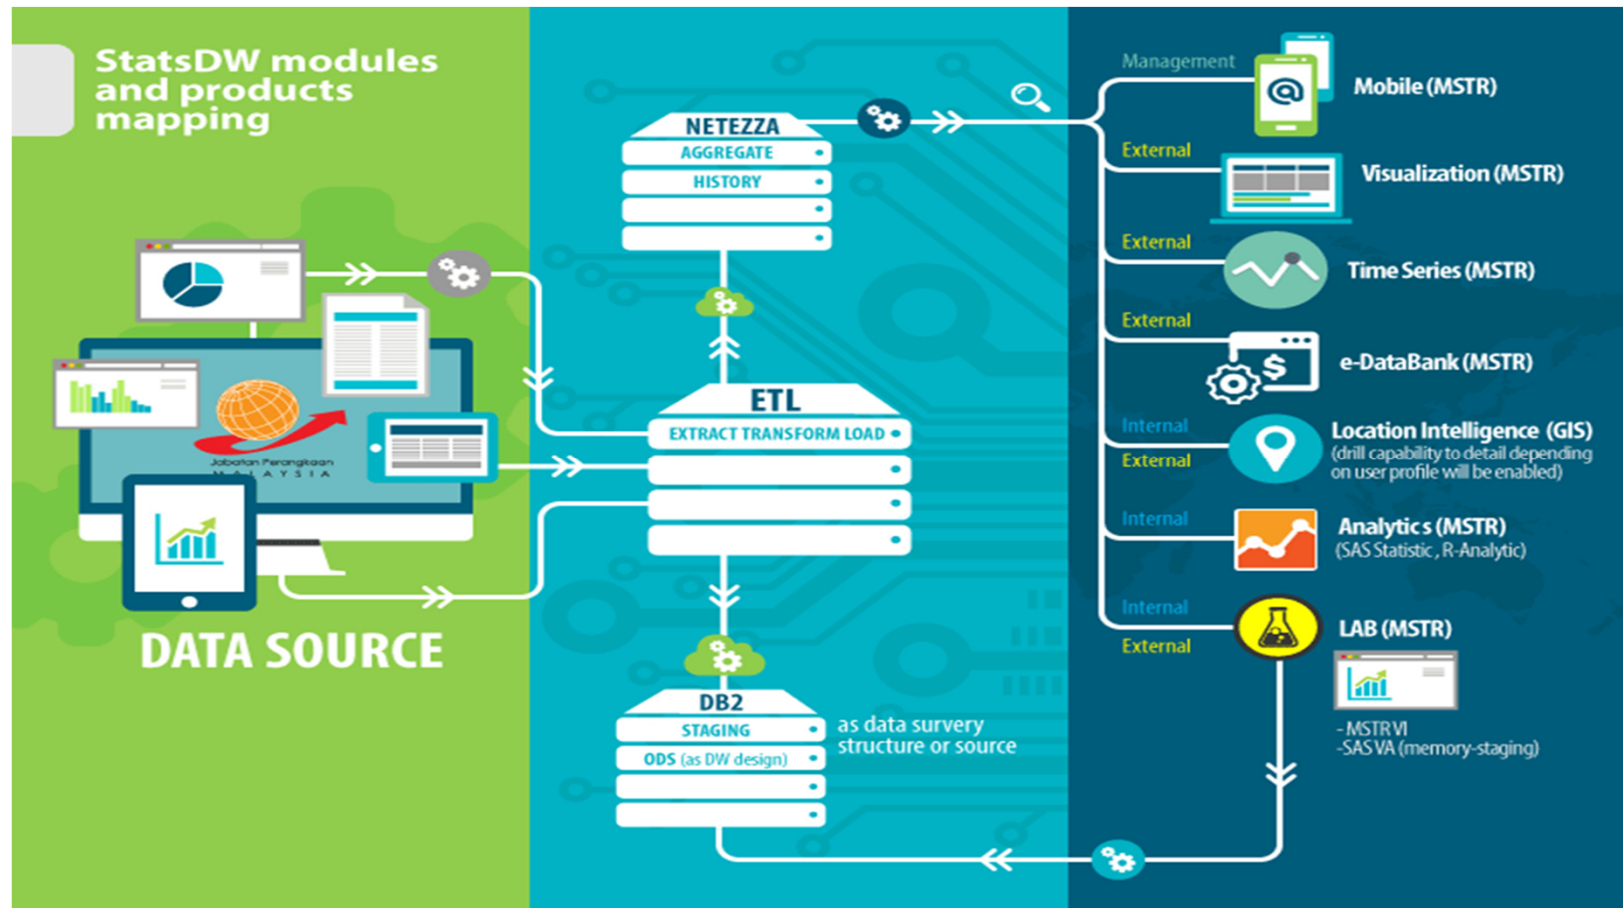 StatsDW modules
and products
mapping
Jabatan Perangkaan
MALAYSIA
DATA SOURCE
NETEZZA
AGGREGATE
HISTORY
ETL
EXTRACT TRANSFORM LOAD
DB2
STAGING
ODS (as DW design)
as data survery
structure or source
Management
Mobile (MSTR)
External
Visualization (MSTR)
External
Time Series (MSTR)
External
$
e-DataBank (MSTR)
Internal
External
Location Intelligence (GIS)
(drill capability to detail depending
on user profile will be enabled)
Internal
Analytic s (MSTR)
(SAS Statistic , R-Analytic)
Internal
External
LAB (MSTR)
- MSTR VI
-SAS VA (memory-staging)